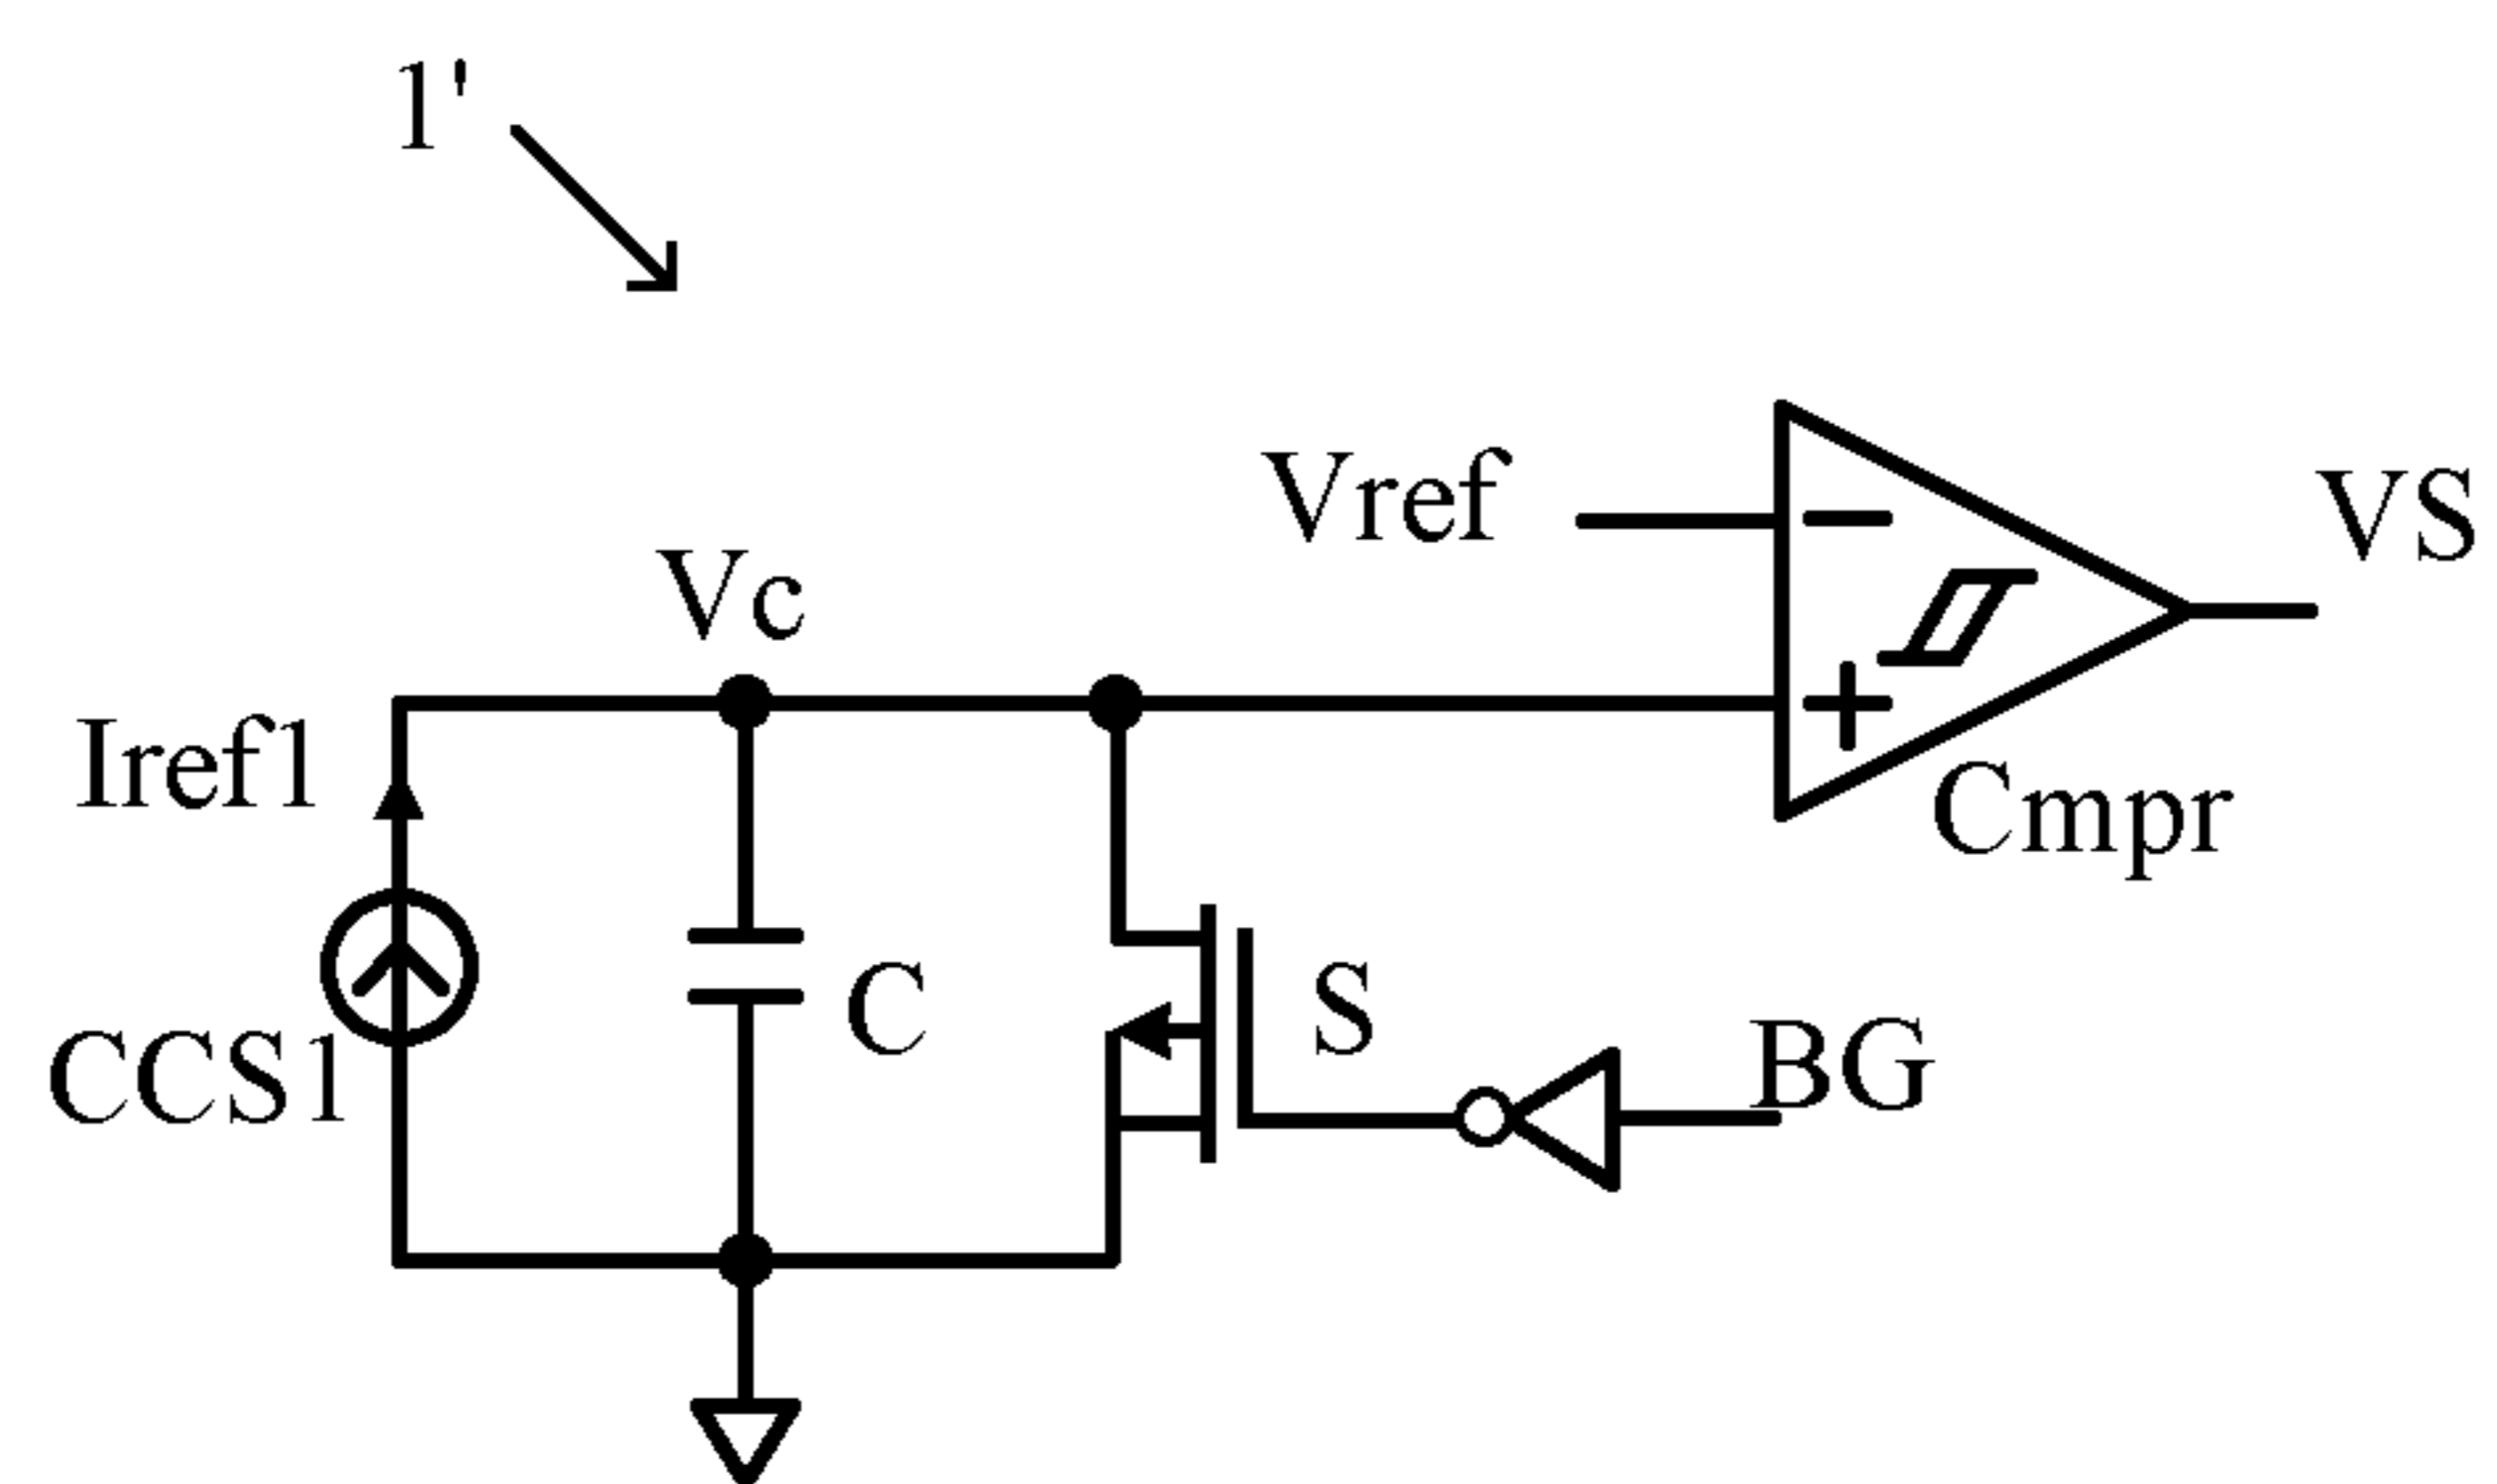 1'
Vref
VS
Vc
Iref1
Cmpr
C
S
BG
CCS1